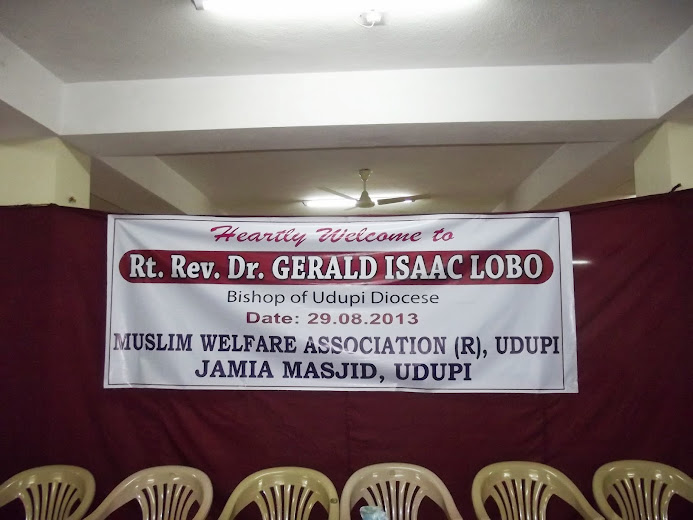 Heartly Welcome to
Rt. Rev. Dr. GERALD ISAAC LOBO
Bishop of Udupi Diocese
Date: 29.08.2013
MUSLIM WELFARE ASSOCIATION (R), UDUPI
JAMIA MASJID, UDUPI